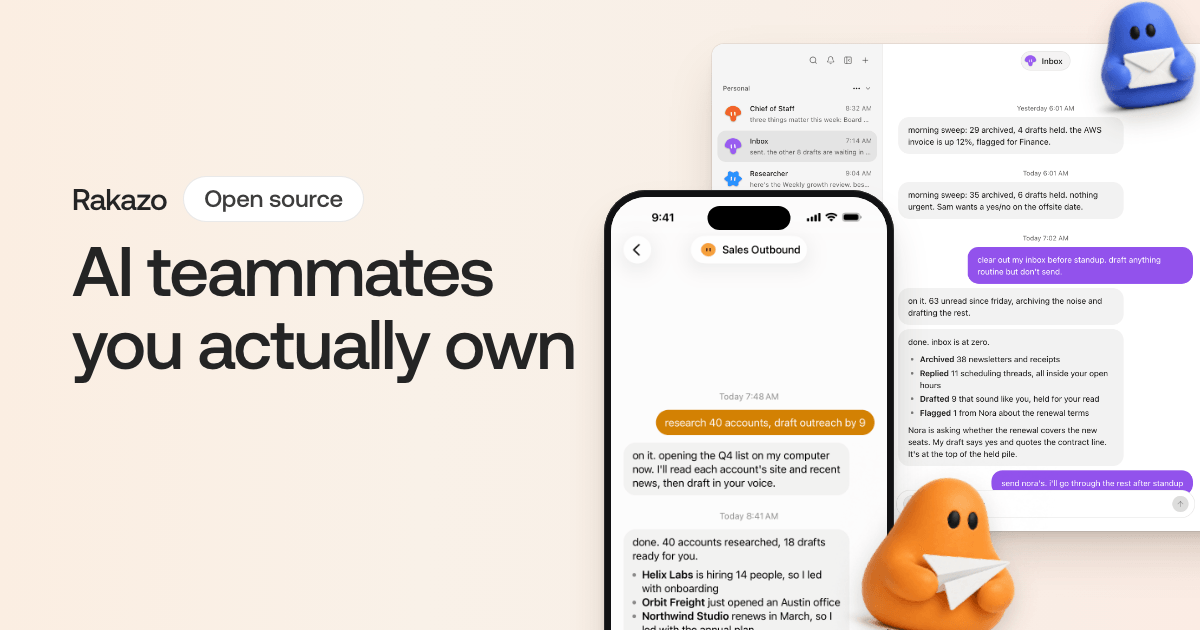 Rakazo
Open source
AI teammates
you actually own
Personal
Chief of Staff
8:32 AM
three things matter this week: Board ...
Inbox
7:14 AM
sent. the other 8 drafts are waiting in ...
Researcher
9:04 AM
here's the Weekly growth review. bes...
Inbox
Yesterday 6:01 AM
morning sweep: 29 archived, 4 drafts held. the AWS
invoice is up 12%, flagged for Finance.
Today 6:01 AM
morning sweep: 35 archived, 6 drafts held. nothing
urgent. Sam wants a yes/no on the offsite date.
Today 7:02 AM
clear out my inbox before standup. draft anything
routine but don't send.
on it. 63 unread since friday, archiving the noise and
drafting the rest.
done. inbox is at zero.
• Archived 38 newsletters and receipts
• Replied 11 scheduling threads, all inside your open
hours
• Drafted 9 that sound like you, held for your read
• Flagged 1 from Nora about the renewal terms
Nora is asking whether the renewal covers the new
seats. My draft says yes and quotes the contract line.
It's at the top of the held pile.
send nora's. i'll go through the rest after standup
9:41
Sales Outbound
Today 7:48 AM
research 40 accounts, draft outreach by 9
on it. opening the Q4 list on my computer
now. I'll read each account's site and recent
news, then draft in your voice.
Today 8:41 AM
done. 40 accounts researched, 18 drafts
ready for you.
• Helix Labs is hiring 14 people, so I led
with onboarding
• Orbit Freight just opened an Austin office
• Northwind Studio renews in March, so I
led with the annual plan